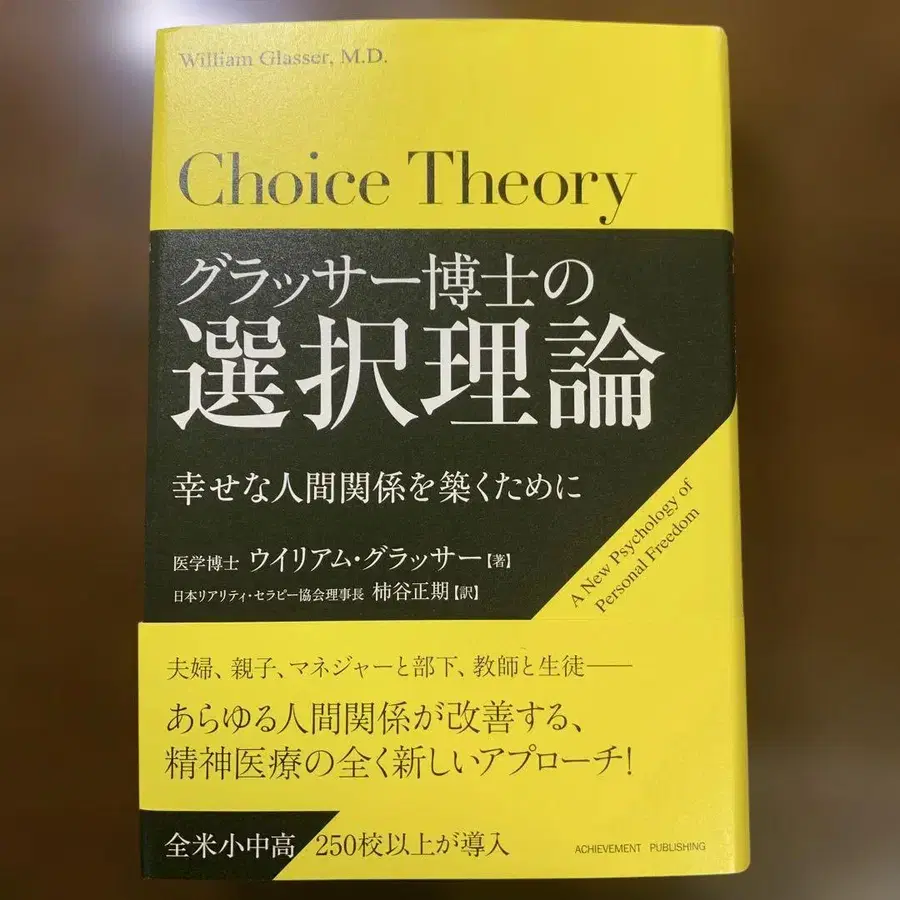 William Glasser, M.D.
Choice Theory
グラッサー博士の
選択理論
幸せな人間関係を築くために
医学博士 ウイリアム・グラッサー【著】
日本リアリティ・セラピー協会理事長 柿谷正期【訳】
A New Psychology of
Personal Freedom
夫婦、親子、マネジャーと部下、教師と生徒――
あらゆる人間関係が改善する、
精神医療の全く新しいアプローチ!
全米小中高 250校以上が導入
ACHIEVEMENT PUBLISHING